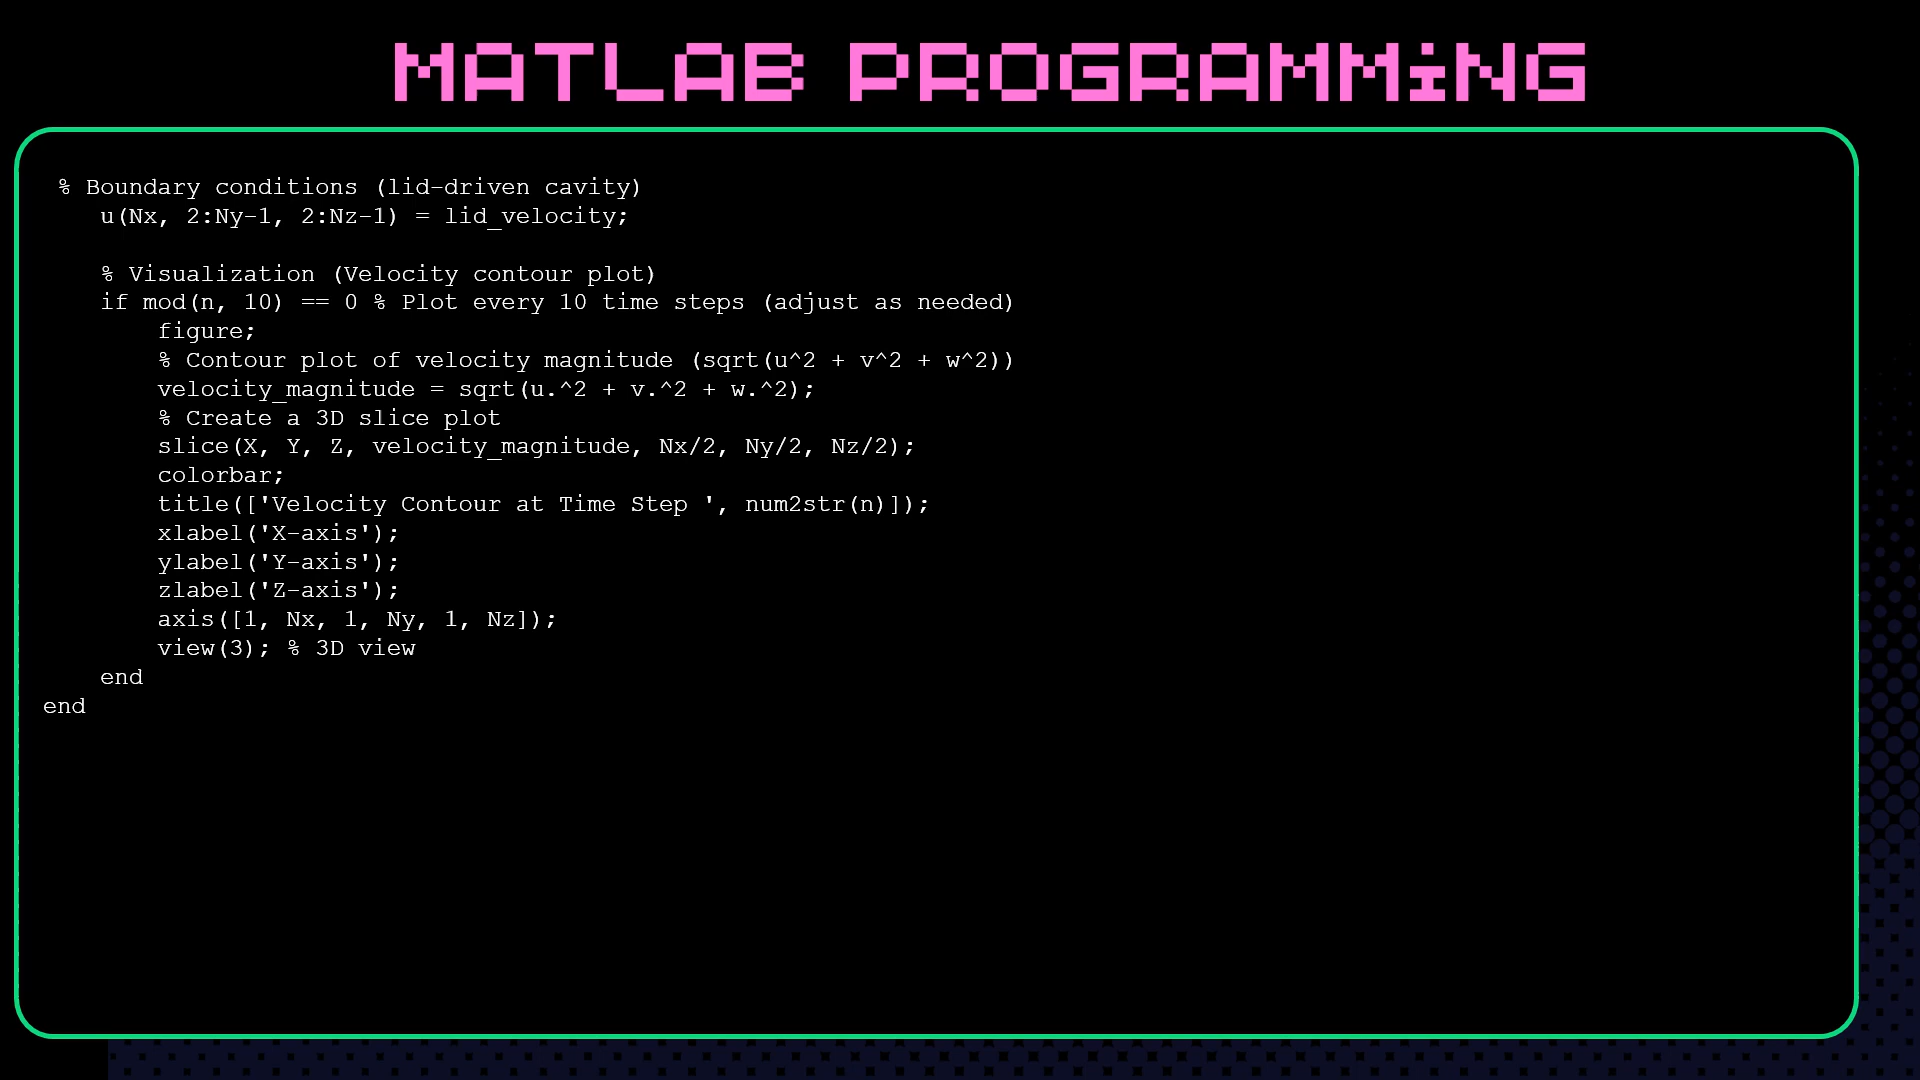 MATLAB PROGRAMMiNG
% Boundary conditions (lid-driven cavity)
u(Nx, 2:Ny-1, 2:Nz-1) = lid_velocity;
% Visualization (Velocity contour plot)
if mod(n, 10) == 0 % Plot every 10 time steps (adjust as needed)
figure;
% Contour plot of velocity magnitude (sqrt(u^2 + v^2 + w^2))
velocity_magnitude = sqrt(u.^2 + v.^2 + w.^2);
% Create a 3D slice plot
slice(X, Y, Z, velocity_magnitude, Nx/2, Ny/2, Nz/2);
colorbar;
title(['Velocity Contour at Time Step ', num2str(n)]);
xlabel('X-axis');
ylabel('Y-axis');
zlabel('Z-axis');
axis([1, Nx, 1, Ny, 1, Nz]);
view(3); % 3D view
end
end